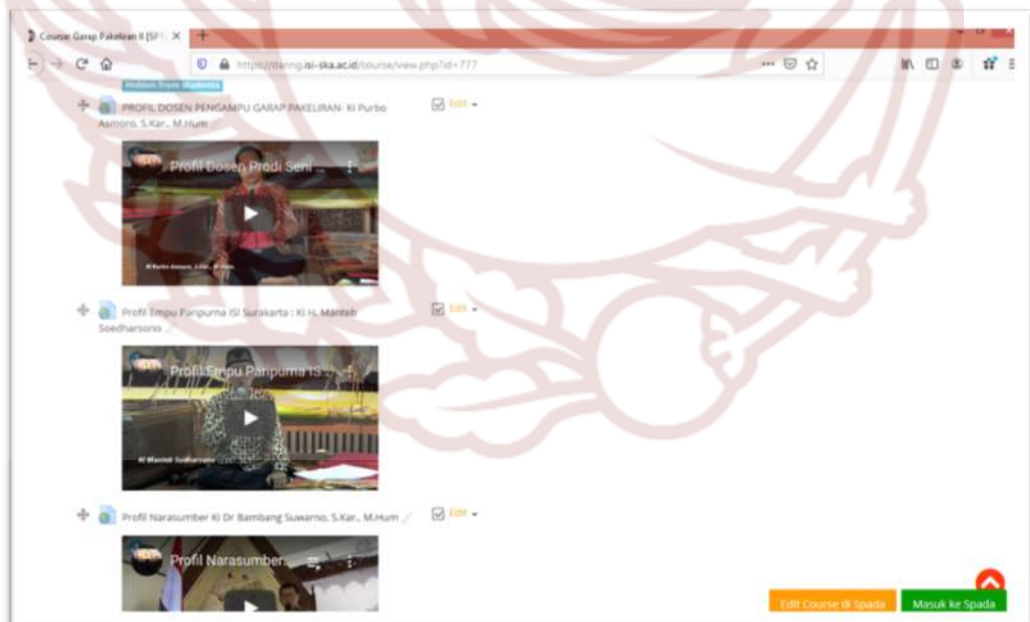 Course: Garap Pakeliran II [SP
https://daring.isi-ska.ac.id/course/view.php?id=777
Hidden from students
PROFIL DOSEN PENGAMPU GARAP PAKELIRAN- Ki Purbo
Asmoro, S.Kar., M.Hum
Edit
Profil Dosen Prodi Seni ...
Ki Purbo Asmoro, S.Kar., M.Hum
Profil Empu Paripurna ISI Surakarta : Ki H. Manteb
Soedharsono
Edit
Profil Empu Paripurna IS...
Ki Manteb Sudharsono
Profil Narasumber Ki Dr Bambang Suwarno, S.Kar., M.Hum
Edit
Profil Narasumber...
Edit Course di Spada
Masuk ke Spada